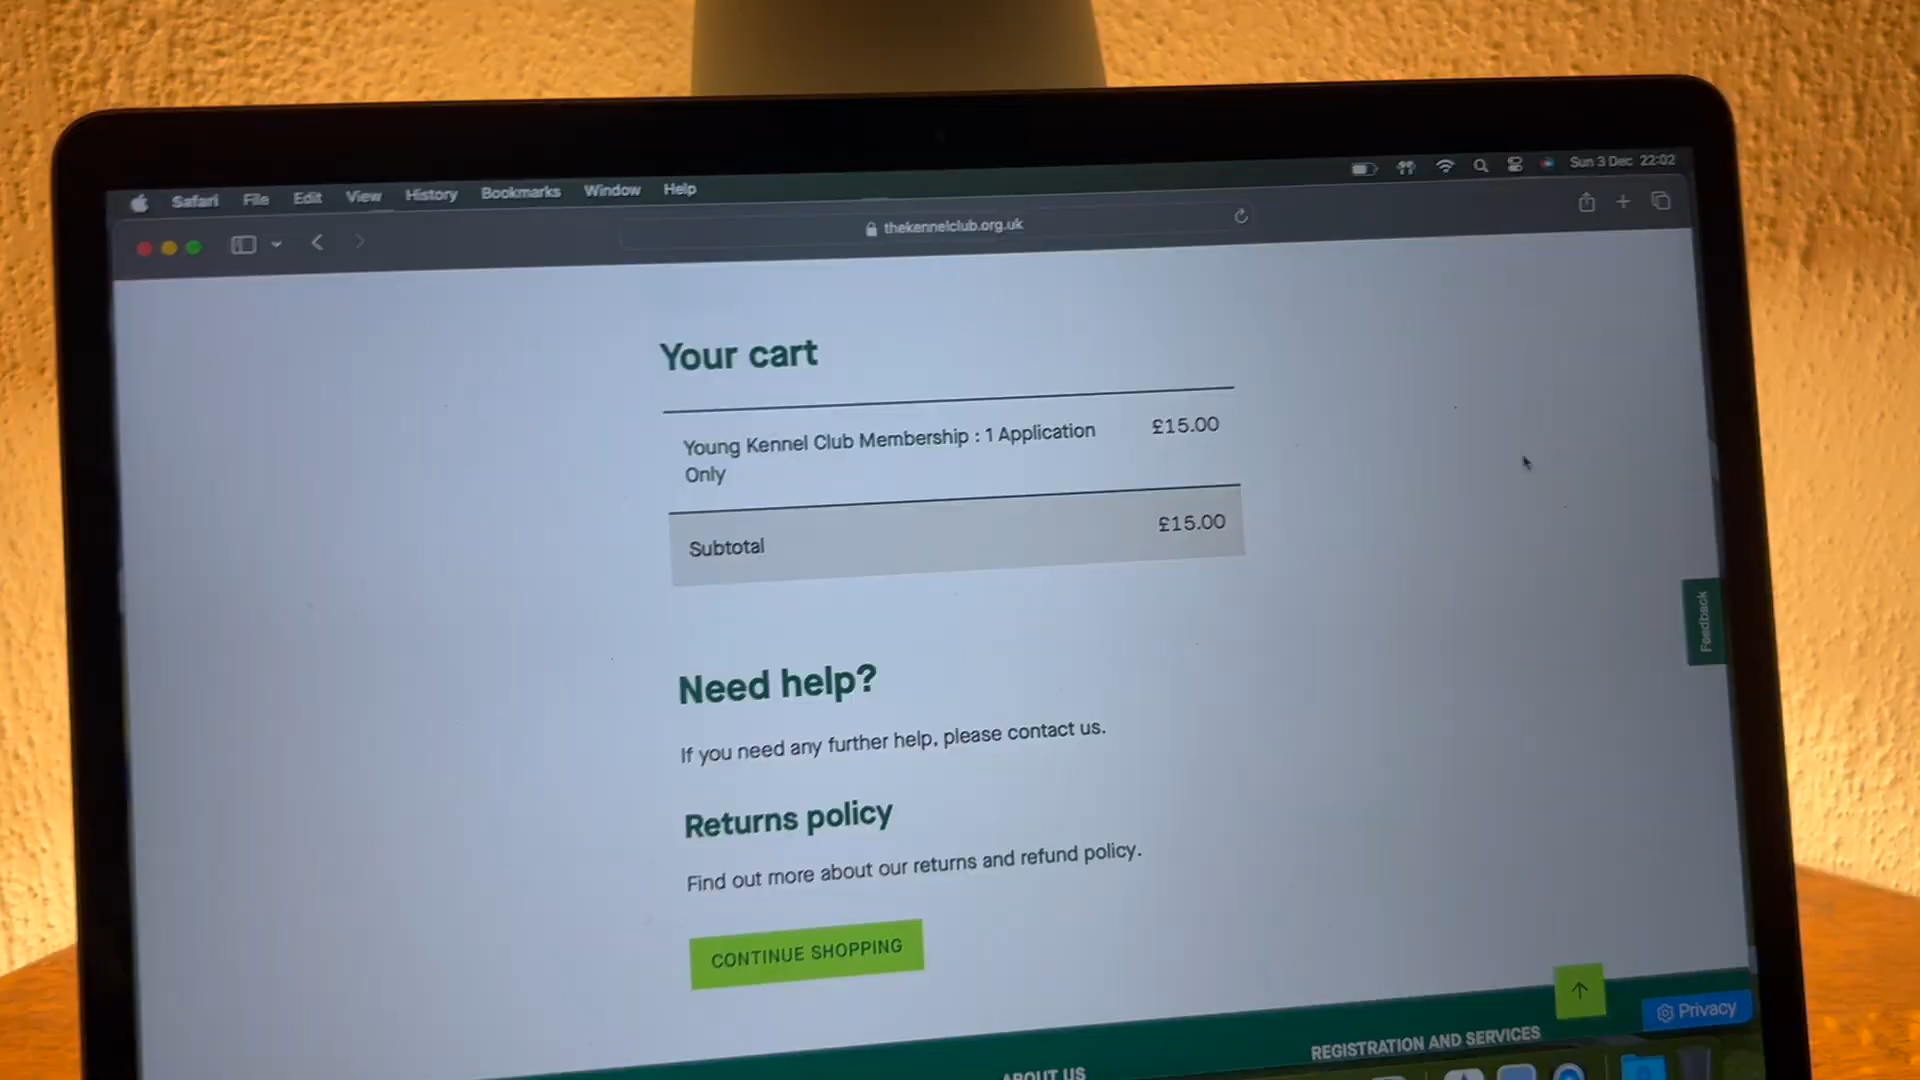 Safari File Edit View History Bookmarks Window Help
Sun 3 Dec 22:02
thekennelclub.org.uk
Your cart
Young Kennel Club Membership : 1 Application £15.00
Only
Subtotal £15.00
Feedback
Need help?
If you need any further help, please contact us.
Returns policy
Find out more about our returns and refund policy.
CONTINUE SHOPPING
Privacy
REGISTRATION AND SERVICES
ABOUT US